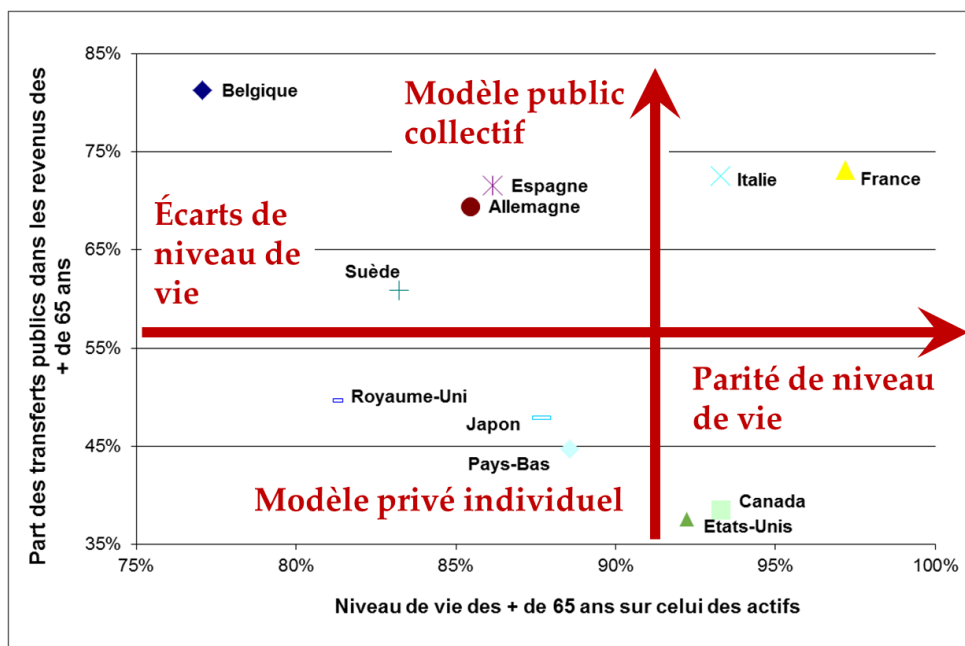 85%
Belgique
Modèle public
collectif
75%
Espagne
Italie
France
Allemagne
Écarts de
niveau de
vie
65%
Suède
55%
Parité de niveau
de vie
Royaume-Uni
Japon
45%
Pays-Bas
Modèle privé individuel
Canada
Etats-Unis
35%
75%
80%
85%
90%
95%
100%
Part des transferts publics dans les revenus des
+ de 65 ans
Niveau de vie des + de 65 ans sur celui des actifs